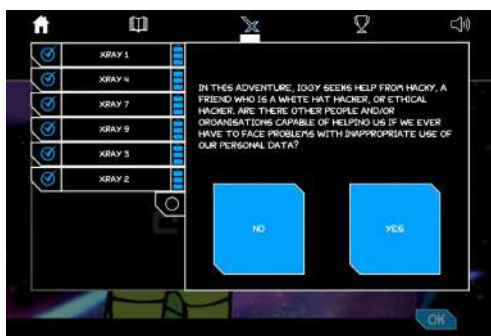 XRAY 1
XRAY 4
XRAY 7
XRAY 9
XRAY 3
XRAY 2
IN THIS ADVENTURE, IGGY SEEKS HELP FROM HACKY, A
FRIEND WHO IS A WHITE HAT HACKER, OR ETHICAL
HACKER. ARE THERE OTHER PEOPLE AND/OR
ORGANISATIONS CAPABLE OF HELPING US IF WE EVER
HAVE TO FACE PROBLEMS WITH INAPPROPRIATE USE OF
OUR PERSONAL DATA?
NO
YES
OK